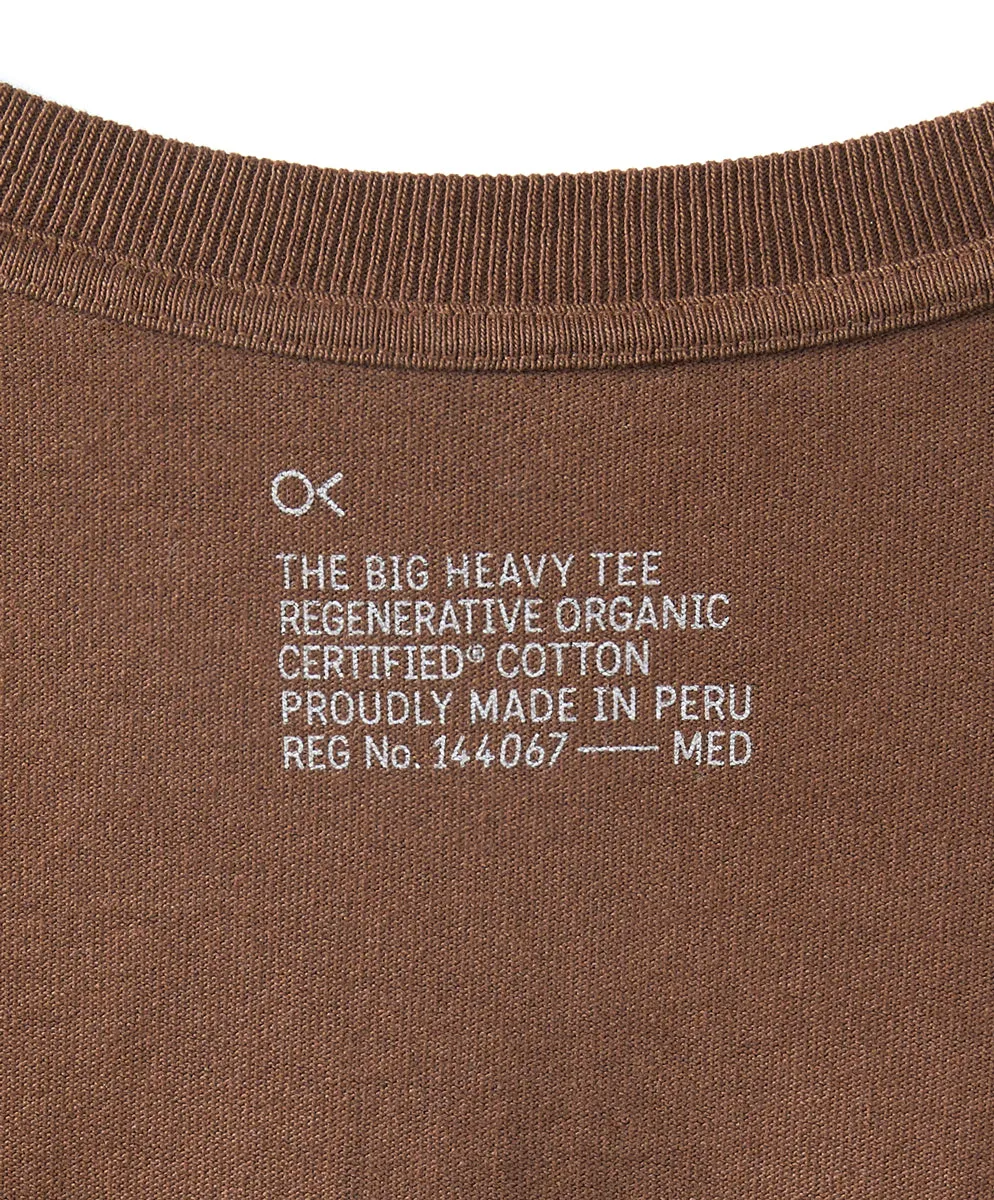 OK
THE BIG HEAVY TEE
REGENERATIVE ORGANIC
CERTIFIED® COTTON
PROUDLY MADE IN PERU
REG No. 144067 — MED